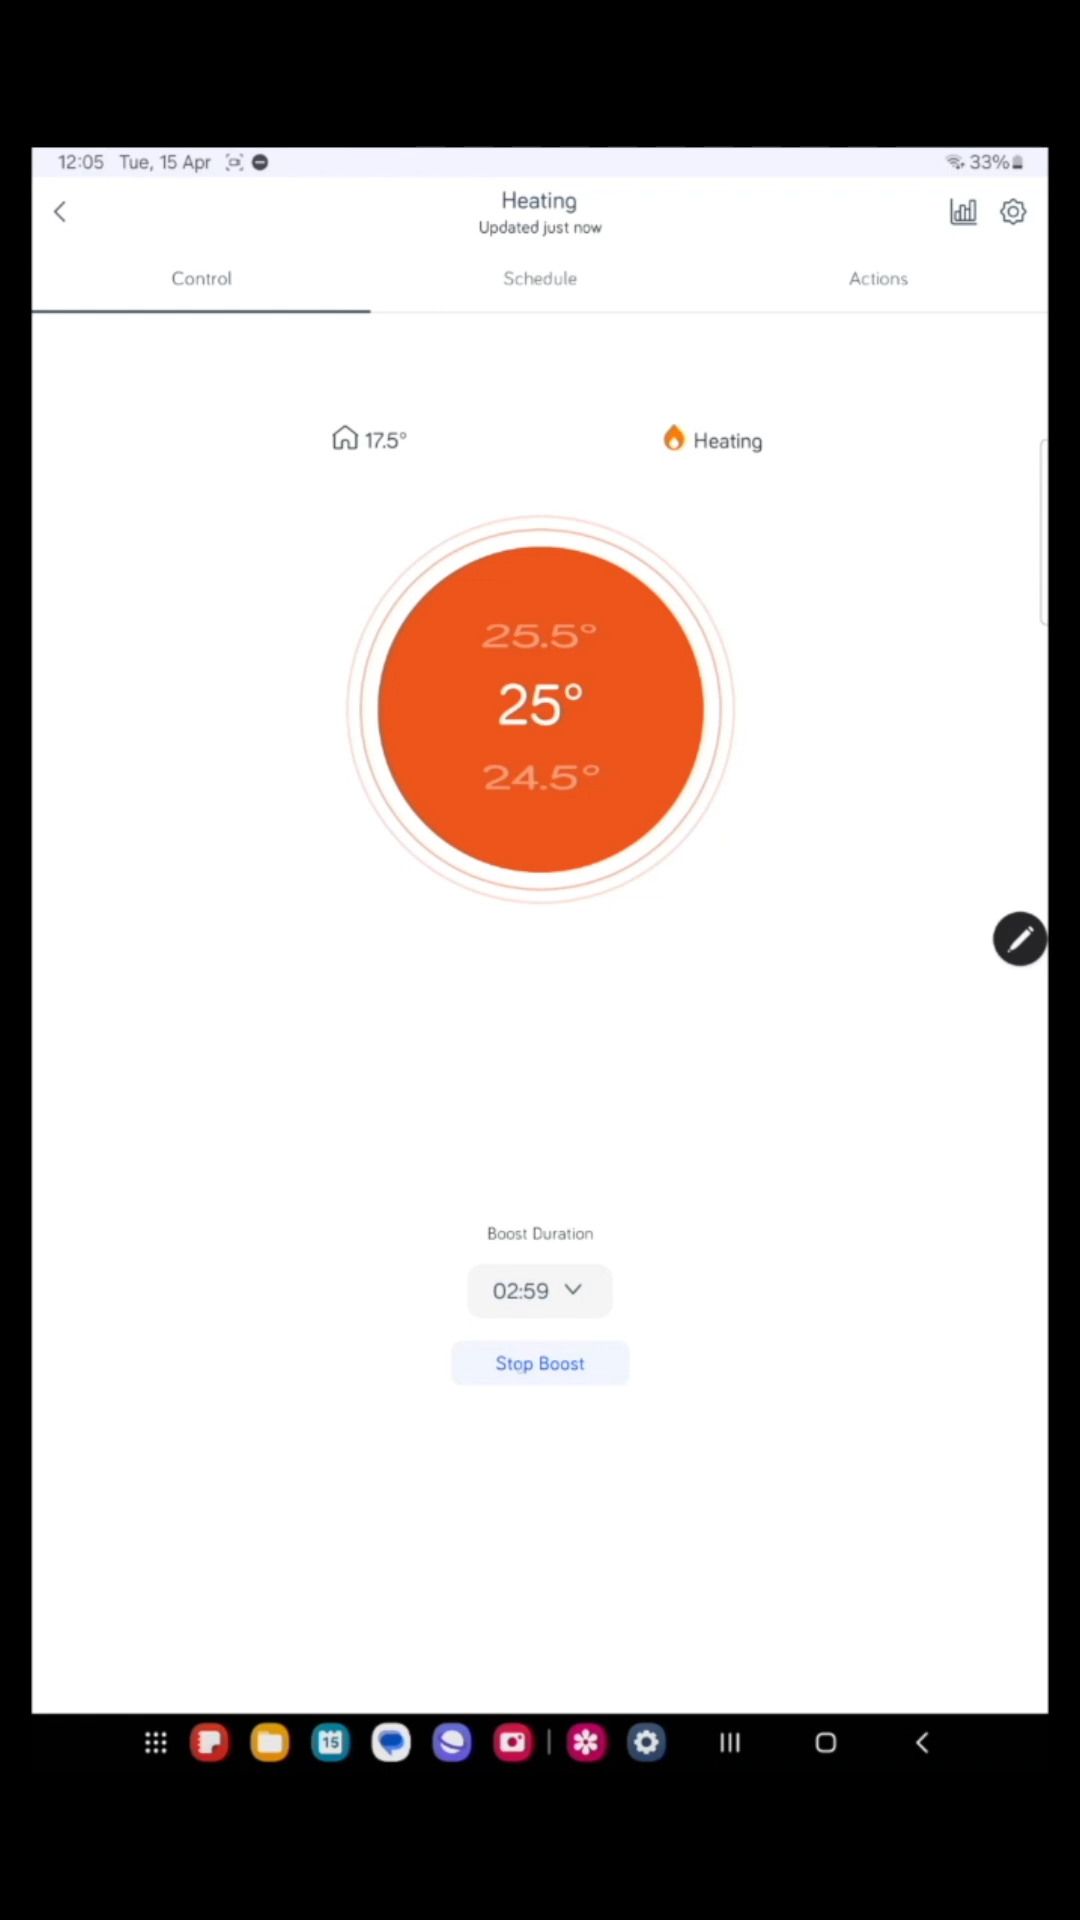 12:05 Tue, 15 Apr
33%
Heating
Updated just now
Control
Schedule
Actions
17.5°
Heating
25.5°
25°
24.5°
Boost Duration
02:59
Stop Boost
15